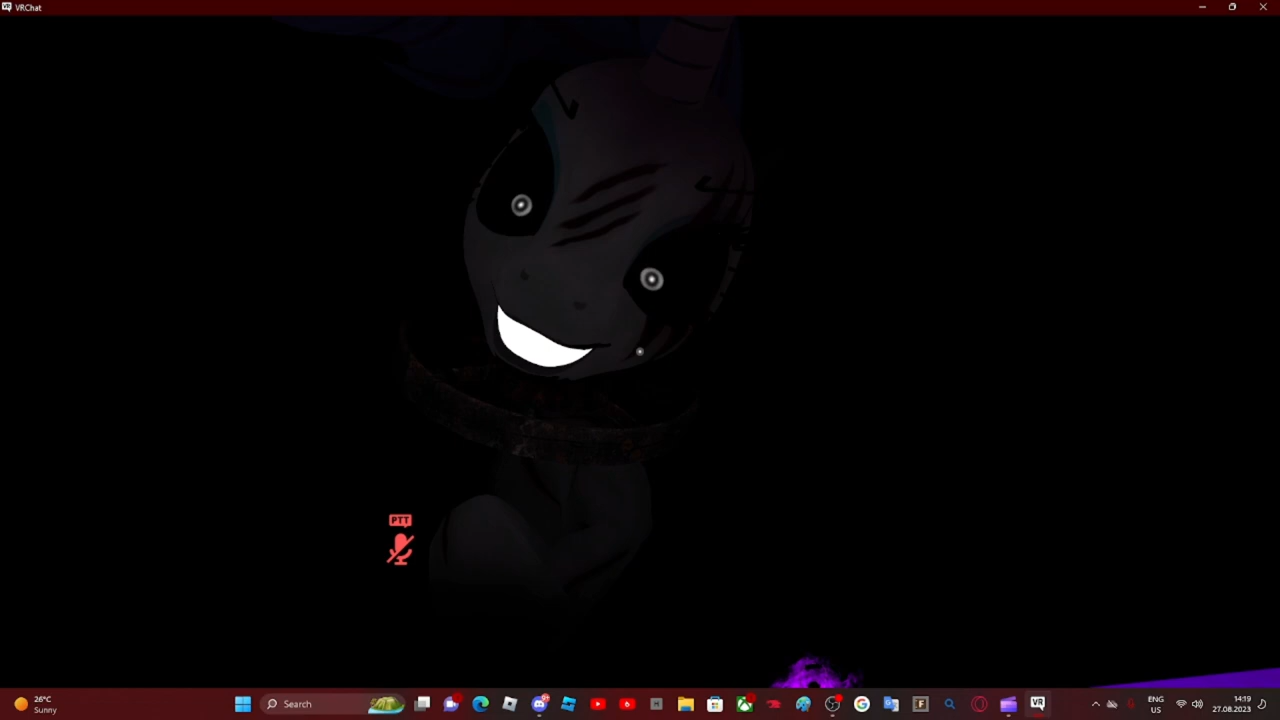 VRChat
PTT
26°C
Sunny
Search
ENG
US
14:19
27.08.2023